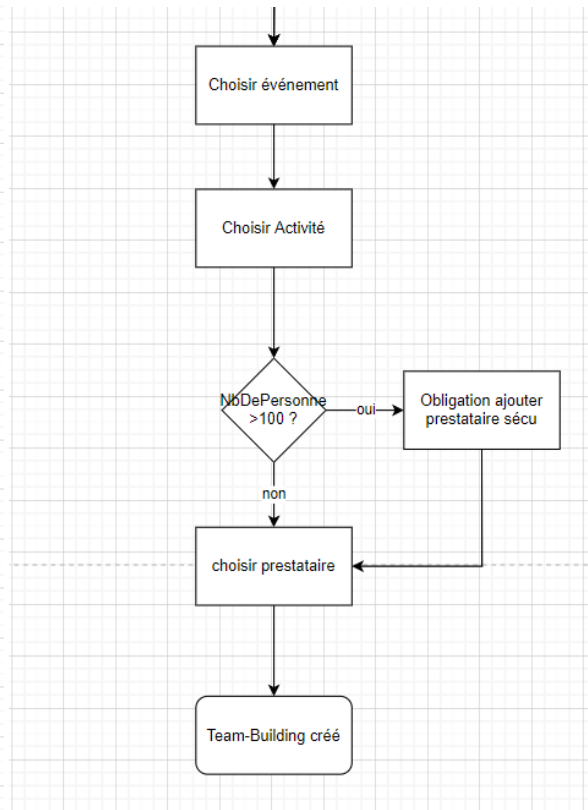 Choisir événement
Choisir Activité
NbDePersonne
>100 ?
oui
Obligation ajouter
prestataire sécu
non
choisir prestataire
Team-Building créé